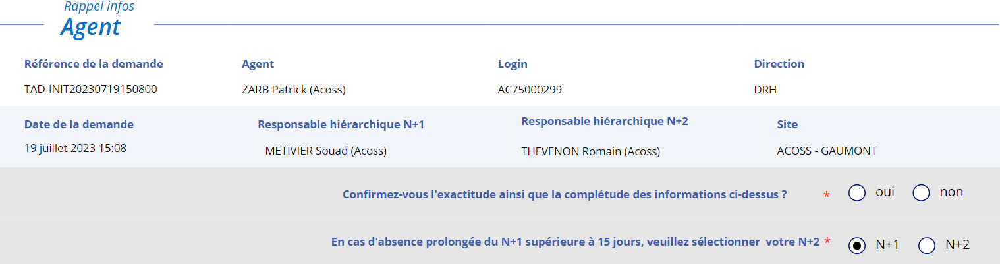 Rappel infos
Agent
Référence de la demande Agent Login Direction
TAD-INIT20230719150800 ZARB Patrick (Acoss) AC75000299 DRH
Date de la demande Responsable hiérarchique N+1 Responsable hiérarchique N+2 Site
19 juillet 2023 15:08 METIVIER Souad (Acoss) THEVENON Romain (Acoss) ACOSS - GAUMONT
Confirmez-vous l'exactitude ainsi que la complétude des informations ci-dessus ? * oui non
En cas d'absence prolongée du N+1 supérieure à 15 jours, veuillez sélectionner votre N+2 * N+1 N+2